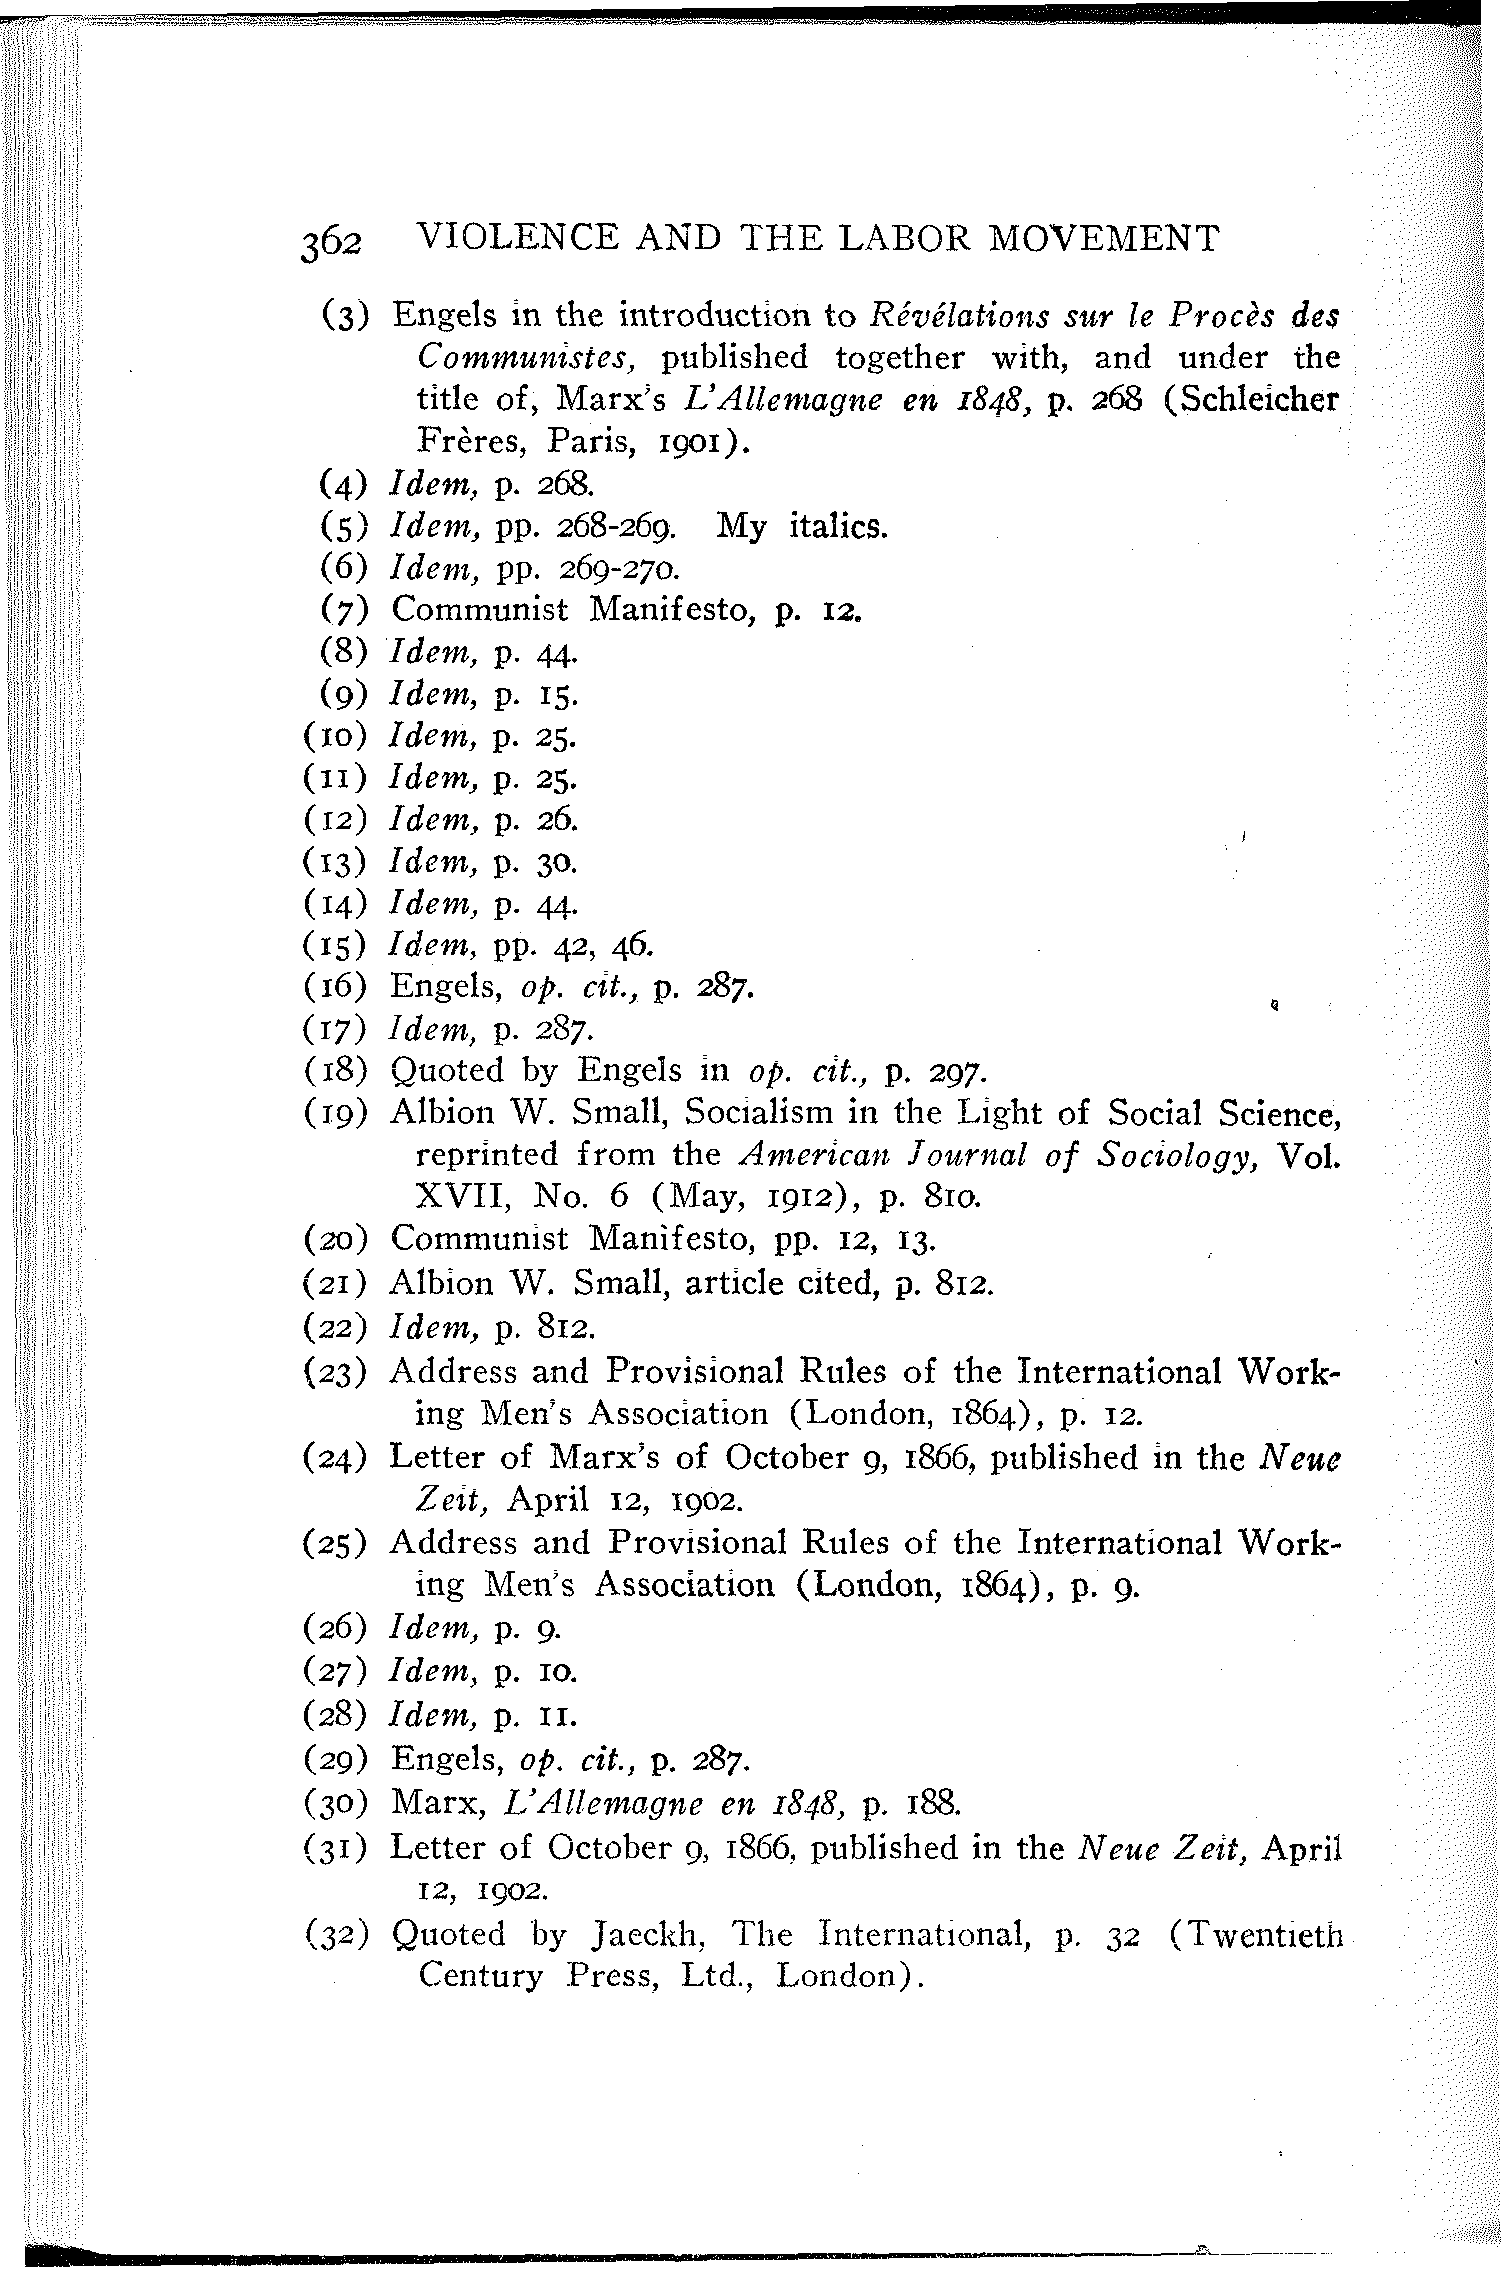 362 VIOLENCE AND THE LABOR MOVEMENT
(3) Engels in the introduction to Révélations sur le Procès des
Communistes, published together with, and under the
title of, Marx's L'Allemagne en 1848, p. 268 (Schleicher
Frères, Paris, 1901).
(4) Idem, p. 268.
(5) Idem, pp. 268-269. My italics.
(6) Idem, pp. 269-270.
(7) Communist Manifesto, p. 12.
(8) Idem, p. 44.
(9) Idem, p. 15.
(10) Idem, p. 25.
(11) Idem, p. 25.
(12) Idem, p. 26.
(13) Idem, p. 30.
(14) Idem, p. 44.
(15) Idem, pp. 42, 46.
(16) Engels, op. cit., p. 287.
(17) Idem, p. 287.
(18) Quoted by Engels in op. cit., p. 297.
(19) Albion W. Small, Socialism in the Light of Social Science,
reprinted from the American Journal of Sociology, Vol.
XVII, No. 6 (May, 1912), p. 810.
(20) Communist Manifesto, pp. 12, 13.
(21) Albion W. Small, article cited, p. 812.
(22) Idem, p. 812.
(23) Address and Provisional Rules of the International Work-
ing Men's Association (London, 1864), p. 12.
(24) Letter of Marx's of October 9, 1866, published in the Neue
Zeit, April 12, 1902.
(25) Address and Provisional Rules of the International Work-
ing Men's Association (London, 1864), p. 9.
(26) Idem, p. 9.
(27) Idem, p. 10.
(28) Idem, p. 11.
(29) Engels, op. cit., p. 287.
(30) Marx, L'Allemagne en 1848, p. 188.
(31) Letter of October 9, 1866, published in the Neue Zeit, April
12, 1902.
(32) Quoted by Jaeckh, The International, p. 32 (Twentieth
Century Press, Ltd., London).